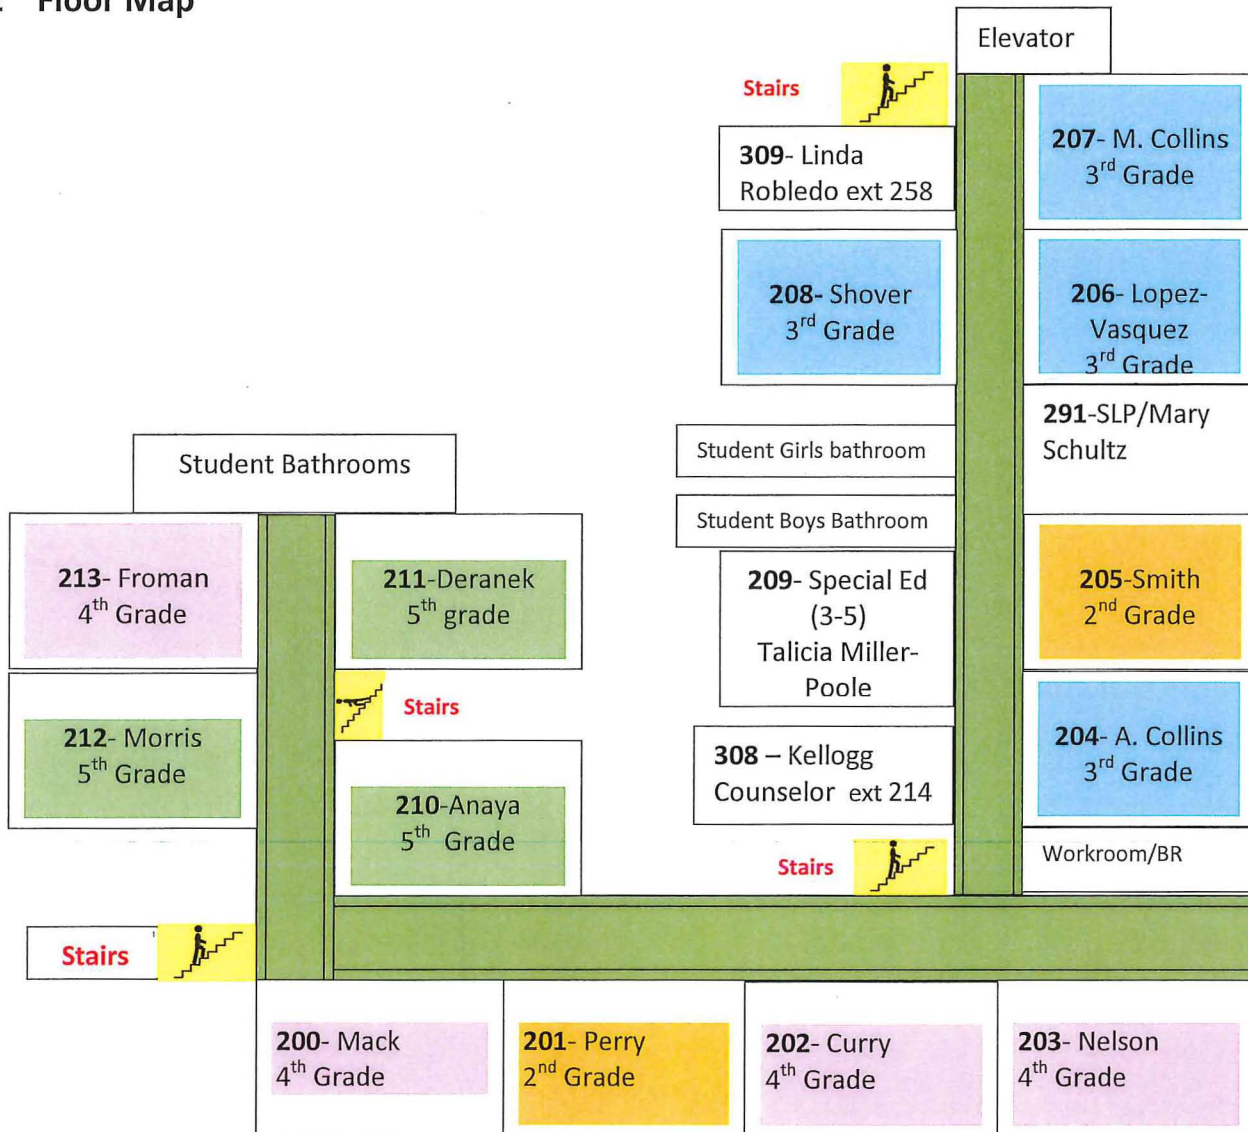 Floor Map
Elevator
Stairs
309- Linda
Robledo ext 258
207- M. Collins
3rd Grade
208- Shover
3rd Grade
206- Lopez-
Vasquez
3rd Grade
291-SLP/Mary
Schultz
Student Girls bathroom
Student Boys Bathroom
Student Bathrooms
213- Froman
4th Grade
211-Deranek
5th grade
209- Special Ed
(3-5)
Talicia Miller-
Poole
205-Smith
2nd Grade
Stairs
212- Morris
5th Grade
210-Anaya
5th Grade
308 – Kellogg
Counselor ext 214
204- A. Collins
3rd Grade
Stairs
Workroom/BR
Stairs
200- Mack
4th Grade
201- Perry
2nd Grade
202- Curry
4th Grade
203- Nelson
4th Grade